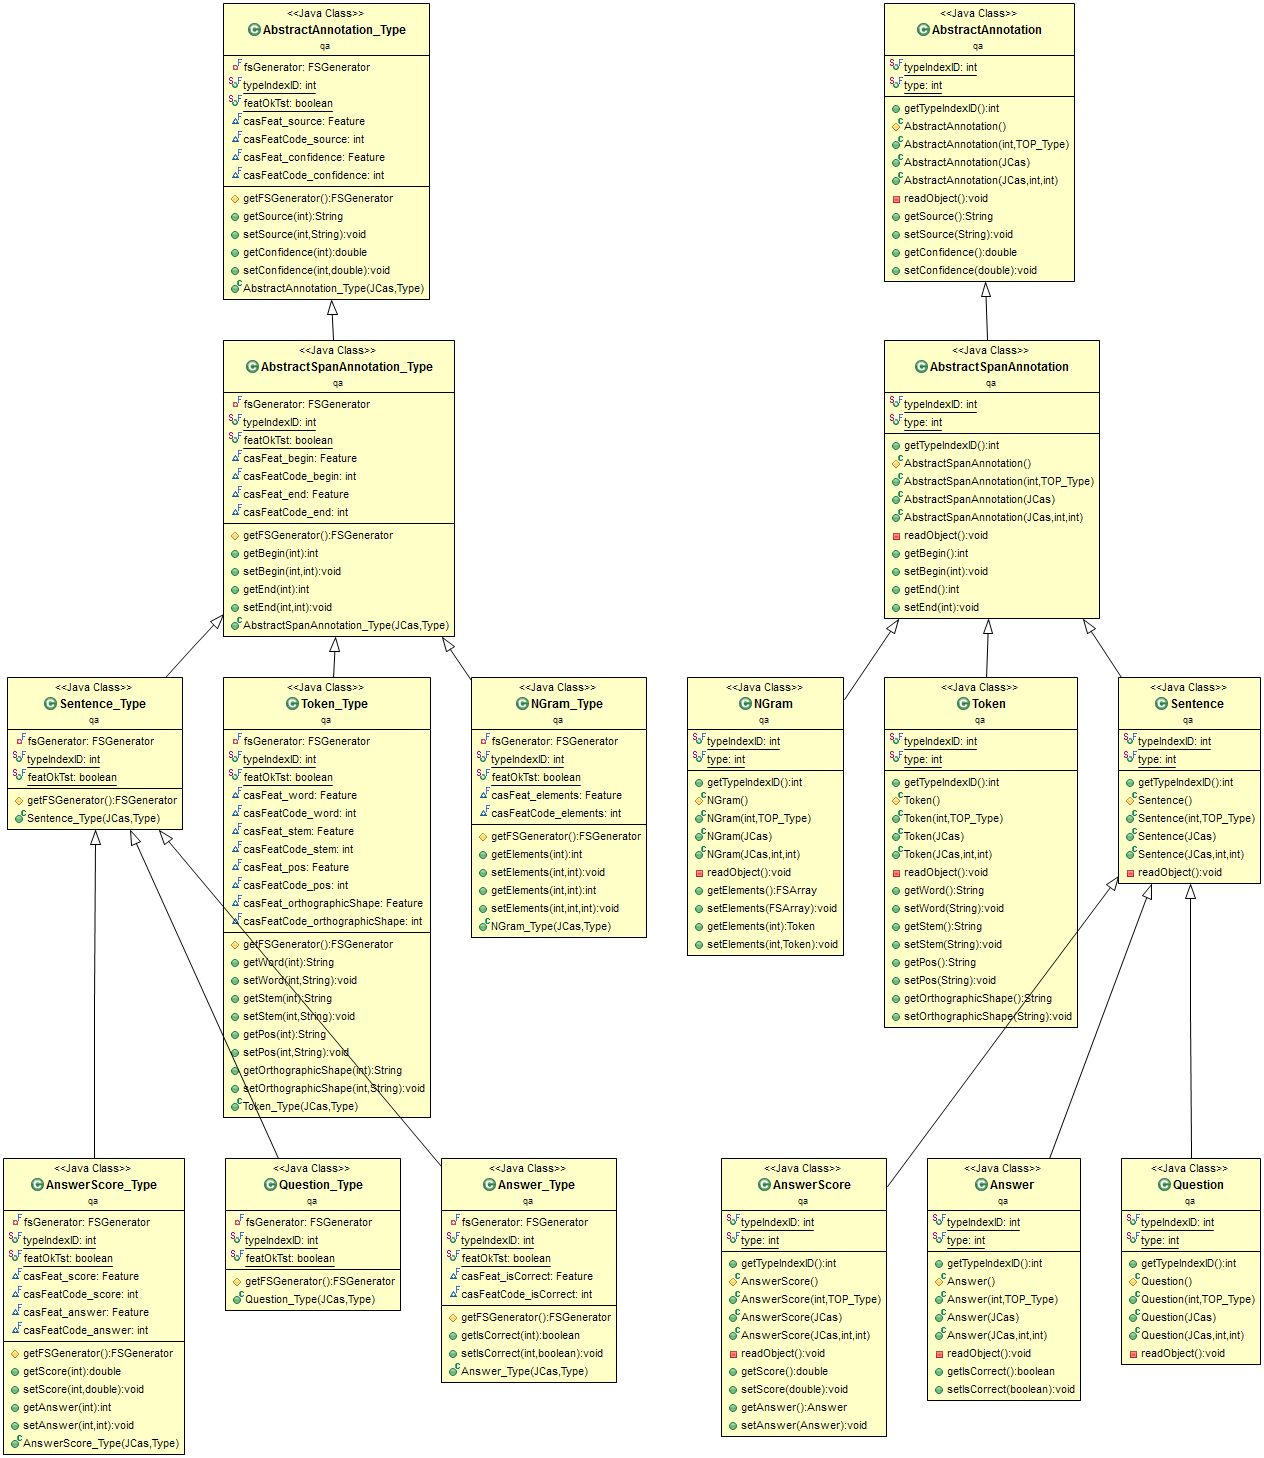 <<Java Class>>
AbstractAnnotation_Type
qa
fsGenerator: FSGenerator
typeIndexID: int
featOkTst: boolean
casFeat_source: Feature
casFeatCode_source: int
casFeat_confidence: Feature
casFeatCode_confidence: int
getFSGenerator():FSGenerator
getSource(int):String
setSource(int,String):void
getConfidence(int):double
setConfidence(int,double):void
AbstractAnnotation_Type(JCas,Type)
<<Java Class>>
AbstractAnnotation
qa
typeIndexID: int
type: int
getTypeIndexID():int
AbstractAnnotation()
AbstractAnnotation(int,TOP_Type)
AbstractAnnotation(JCas)
AbstractAnnotation(JCas,int,int)
readObject():void
getSource():String
setSource(String):void
getConfidence():double
setConfidence(double):void
<<Java Class>>
AbstractSpanAnnotation_Type
qa
fsGenerator: FSGenerator
typeIndexID: int
featOkTst: boolean
casFeat_begin: Feature
casFeatCode_begin: int
casFeat_end: Feature
casFeatCode_end: int
getFSGenerator():FSGenerator
getBegin(int):int
setBegin(int,int):void
getEnd(int):int
setEnd(int,int):void
AbstractSpanAnnotation_Type(JCas,Type)
<<Java Class>>
AbstractSpanAnnotation
qa
typeIndexID: int
type: int
getTypeIndexID():int
AbstractSpanAnnotation()
AbstractSpanAnnotation(int,TOP_Type)
AbstractSpanAnnotation(JCas)
AbstractSpanAnnotation(JCas,int,int)
readObject():void
getBegin():int
setBegin(int):void
getEnd():int
setEnd(int):void
<<Java Class>>
Sentence_Type
qa
fsGenerator: FSGenerator
typeIndexID: int
featOkTst: boolean
getFSGenerator():FSGenerator
Sentence_Type(JCas,Type)
<<Java Class>>
Token_Type
qa
fsGenerator: FSGenerator
typeIndexID: int
featOkTst: boolean
casFeat_word: Feature
casFeatCode_word: int
casFeat_stem: Feature
casFeatCode_stem: int
casFeat_pos: Feature
casFeatCode_pos: int
casFeat_orthographicShape: Feature
casFeatCode_orthographicShape: int
getFSGenerator():FSGenerator
getWord(int):String
setWord(int,String):void
getStem(int):String
setStem(int,String):void
getPos(int):String
setPos(int,String):void
getOrthographicShape(int):String
setOrthographicShape(int,String):void
Token_Type(JCas,Type)
<<Java Class>>
NGram_Type
qa
fsGenerator: FSGenerator
typeIndexID: int
featOkTst: boolean
casFeat_elements: Feature
casFeatCode_elements: int
getFSGenerator():FSGenerator
getElements(int):int
setElements(int,int):void
getElements(int,int):int
setElements(int,int,int):void
NGram_Type(JCas,Type)
<<Java Class>>
NGram
qa
typeIndexID: int
type: int
getTypeIndexID():int
NGram()
NGram(int,TOP_Type)
NGram(JCas)
NGram(JCas,int,int)
readObject():void
getElements():FSArray
setElements(FSArray):void
getElements(int):Token
setElements(int,Token):void
<<Java Class>>
Token
qa
typeIndexID: int
type: int
getTypeIndexID():int
Token()
Token(int,TOP_Type)
Token(JCas)
Token(JCas,int,int)
readObject():void
getWord():String
setWord(String):void
getStem():String
setStem(String):void
getPos():String
setPos(String):void
getOrthographicShape():String
setOrthographicShape(String):void
<<Java Class>>
Sentence
qa
typeIndexID: int
type: int
getTypeIndexID():int
Sentence()
Sentence(int,TOP_Type)
Sentence(JCas)
Sentence(JCas,int,int)
readObject():void
<<Java Class>>
AnswerScore_Type
qa
fsGenerator: FSGenerator
typeIndexID: int
featOkTst: boolean
casFeat_score: Feature
casFeatCode_score: int
casFeat_answer: Feature
casFeatCode_answer: int
getFSGenerator():FSGenerator
getScore(int):double
setScore(int,double):void
getAnswer(int):int
setAnswer(int,int):void
AnswerScore_Type(JCas,Type)
<<Java Class>>
Question_Type
qa
fsGenerator: FSGenerator
typeIndexID: int
featOkTst: boolean
getFSGenerator():FSGenerator
Question_Type(JCas,Type)
<<Java Class>>
Answer_Type
qa
fsGenerator: FSGenerator
typeIndexID: int
featOkTst: boolean
casFeat_isCorrect: Feature
casFeatCode_isCorrect: int
getFSGenerator():FSGenerator
getIsCorrect(int):boolean
setIsCorrect(int,boolean):void
Answer_Type(JCas,Type)
<<Java Class>>
AnswerScore
qa
typeIndexID: int
type: int
getTypeIndexID():int
AnswerScore()
AnswerScore(int,TOP_Type)
AnswerScore(JCas)
AnswerScore(JCas,int,int)
readObject():void
getScore():double
setScore(double):void
getAnswer():Answer
setAnswer(Answer):void
<<Java Class>>
Answer
qa
typeIndexID: int
type: int
getTypeIndexID():int
Answer()
Answer(int,TOP_Type)
Answer(JCas)
Answer(JCas,int,int)
readObject():void
getIsCorrect():boolean
setIsCorrect(boolean):void
<<Java Class>>
Question
qa
typeIndexID: int
type: int
getTypeIndexID():int
Question()
Question(int,TOP_Type)
Question(JCas)
Question(JCas,int,int)
readObject():void